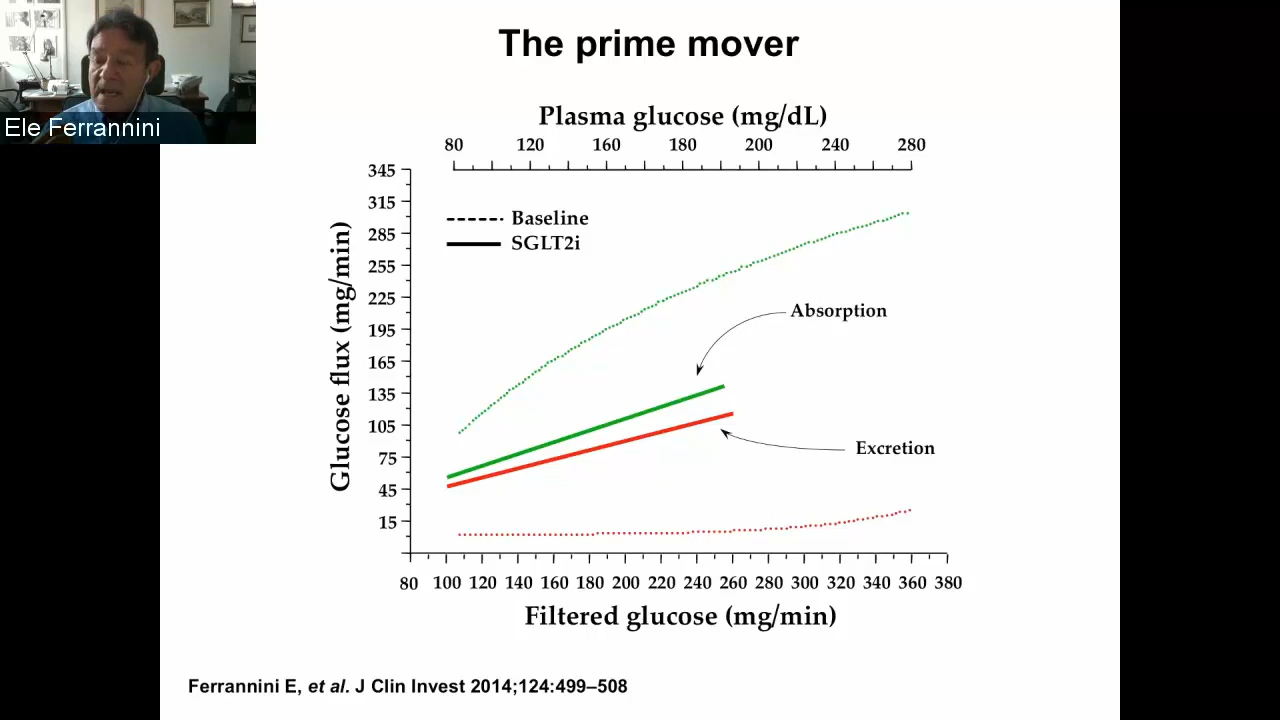 The prime mover
Ele Ferrannini
Plasma glucose (mg/dL)
80 120 160 180 200 240 280
Glucose flux (mg/min)
345
315
285
255
225
195
165
135
105
75
45
15
Baseline
SGLT2i
Absorption
Excretion
80 100 120 140 160 180 200 220 240 260 280 300 320 340 360 380
Filtered glucose (mg/min)
Ferrannini E, et al. J Clin Invest 2014;124:499–508